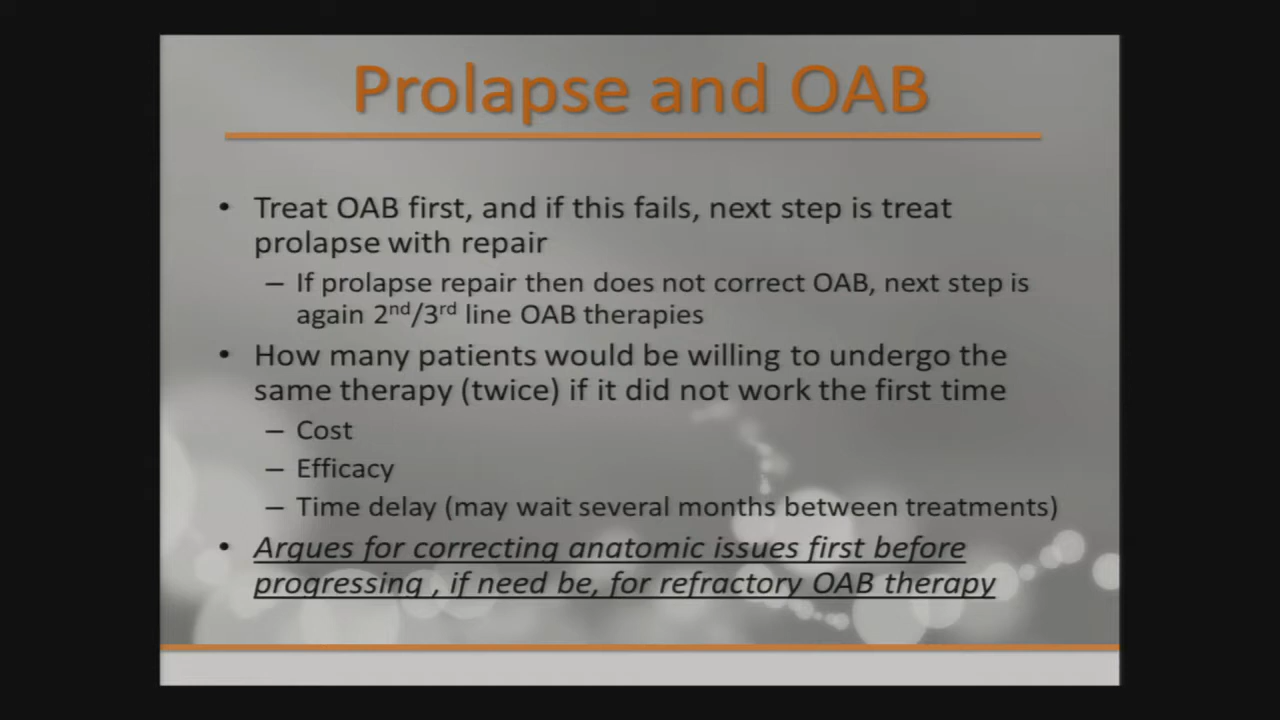 Prolapse and OAB
• Treat OAB first, and if this fails, next step is treat
prolapse with repair
– If prolapse repair then does not correct OAB, next step is
again 2nd/3rd line OAB therapies
• How many patients would be willing to undergo the
same therapy (twice) if it did not work the first time
– Cost
– Efficacy
– Time delay (may wait several months between treatments)
• Argues for correcting anatomic issues first before
progressing , if need be, for refractory OAB therapy